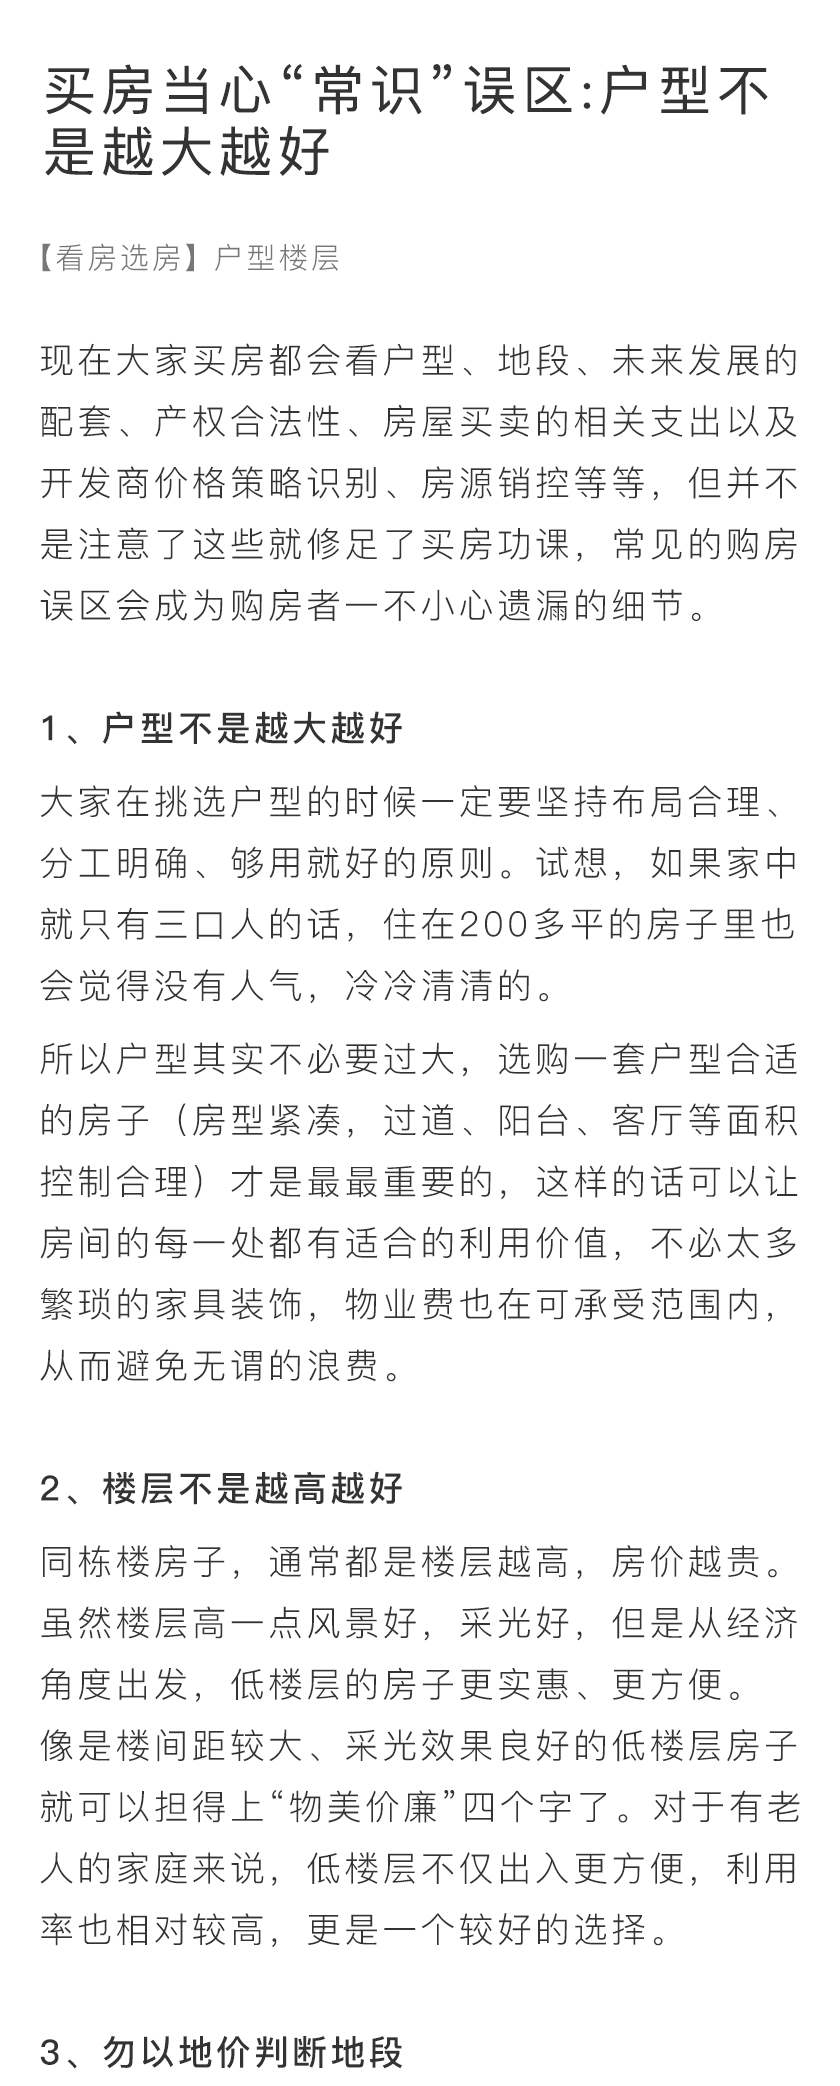 买房当心“常识”误区:户型不
是越大越好
【看房选房】户型楼层
现在大家买房都会看户型、地段、未来发展的
配套、产权合法性、房屋买卖的相关支出以及
开发商价格策略识别、房源销控等等，但并不
是注意了这些就修足了买房功课，常见的购房
误区会成为购房者一不小心遗漏的细节。
1、户型不是越大越好
大家在挑选户型的时候一定要坚持布局合理、
分工明确、够用就好的原则。试想，如果家中
就只有三口人的话，住在200多平的房子里也
会觉得没有人气，冷冷清清的。
所以户型其实不必要过大，选购一套户型合适
的房子（房型紧凑，过道、阳台、客厅等面积
控制合理）才是最最重要的，这样的话可以让
房间的每一处都有适合的利用价值，不必太多
繁琐的家具装饰，物业费也在可承受范围内，
从而避免无谓的浪费。
2、楼层不是越高越好
同栋楼房子，通常都是楼层越高，房价越贵。
虽然楼层高一点风景好，采光好，但是从经济
角度出发，低楼层的房子更实惠、更方便。
像是楼间距较大、采光效果良好的低楼层房子
就可以担得上“物美价廉”四个字了。对于有老
人的家庭来说，低楼层不仅出入更方便，利用
率也相对较高，更是一个较好的选择。
3、勿以地价判断地段